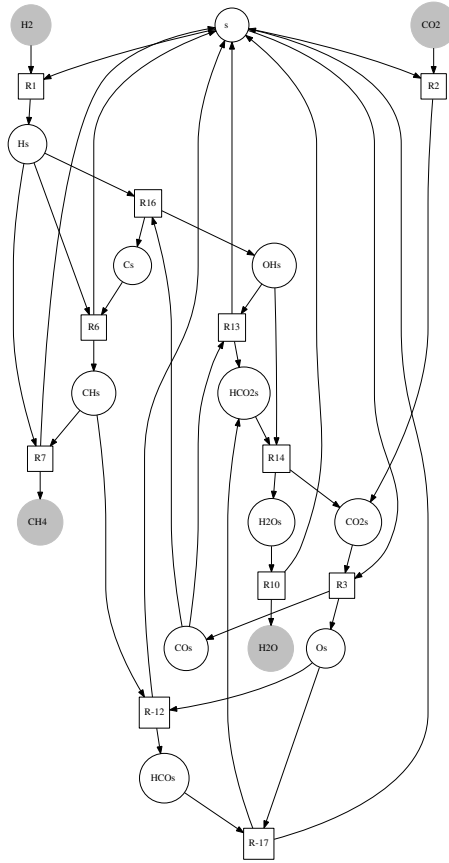 H2
s
CO2
R1
R2
Hs
R16
Cs
OHs
R6
R13
CHs
HCO2s
R7
R14
CH4
H2Os
CO2s
R10
R3
COs
H2O
Os
R-12
HCOs
R-17